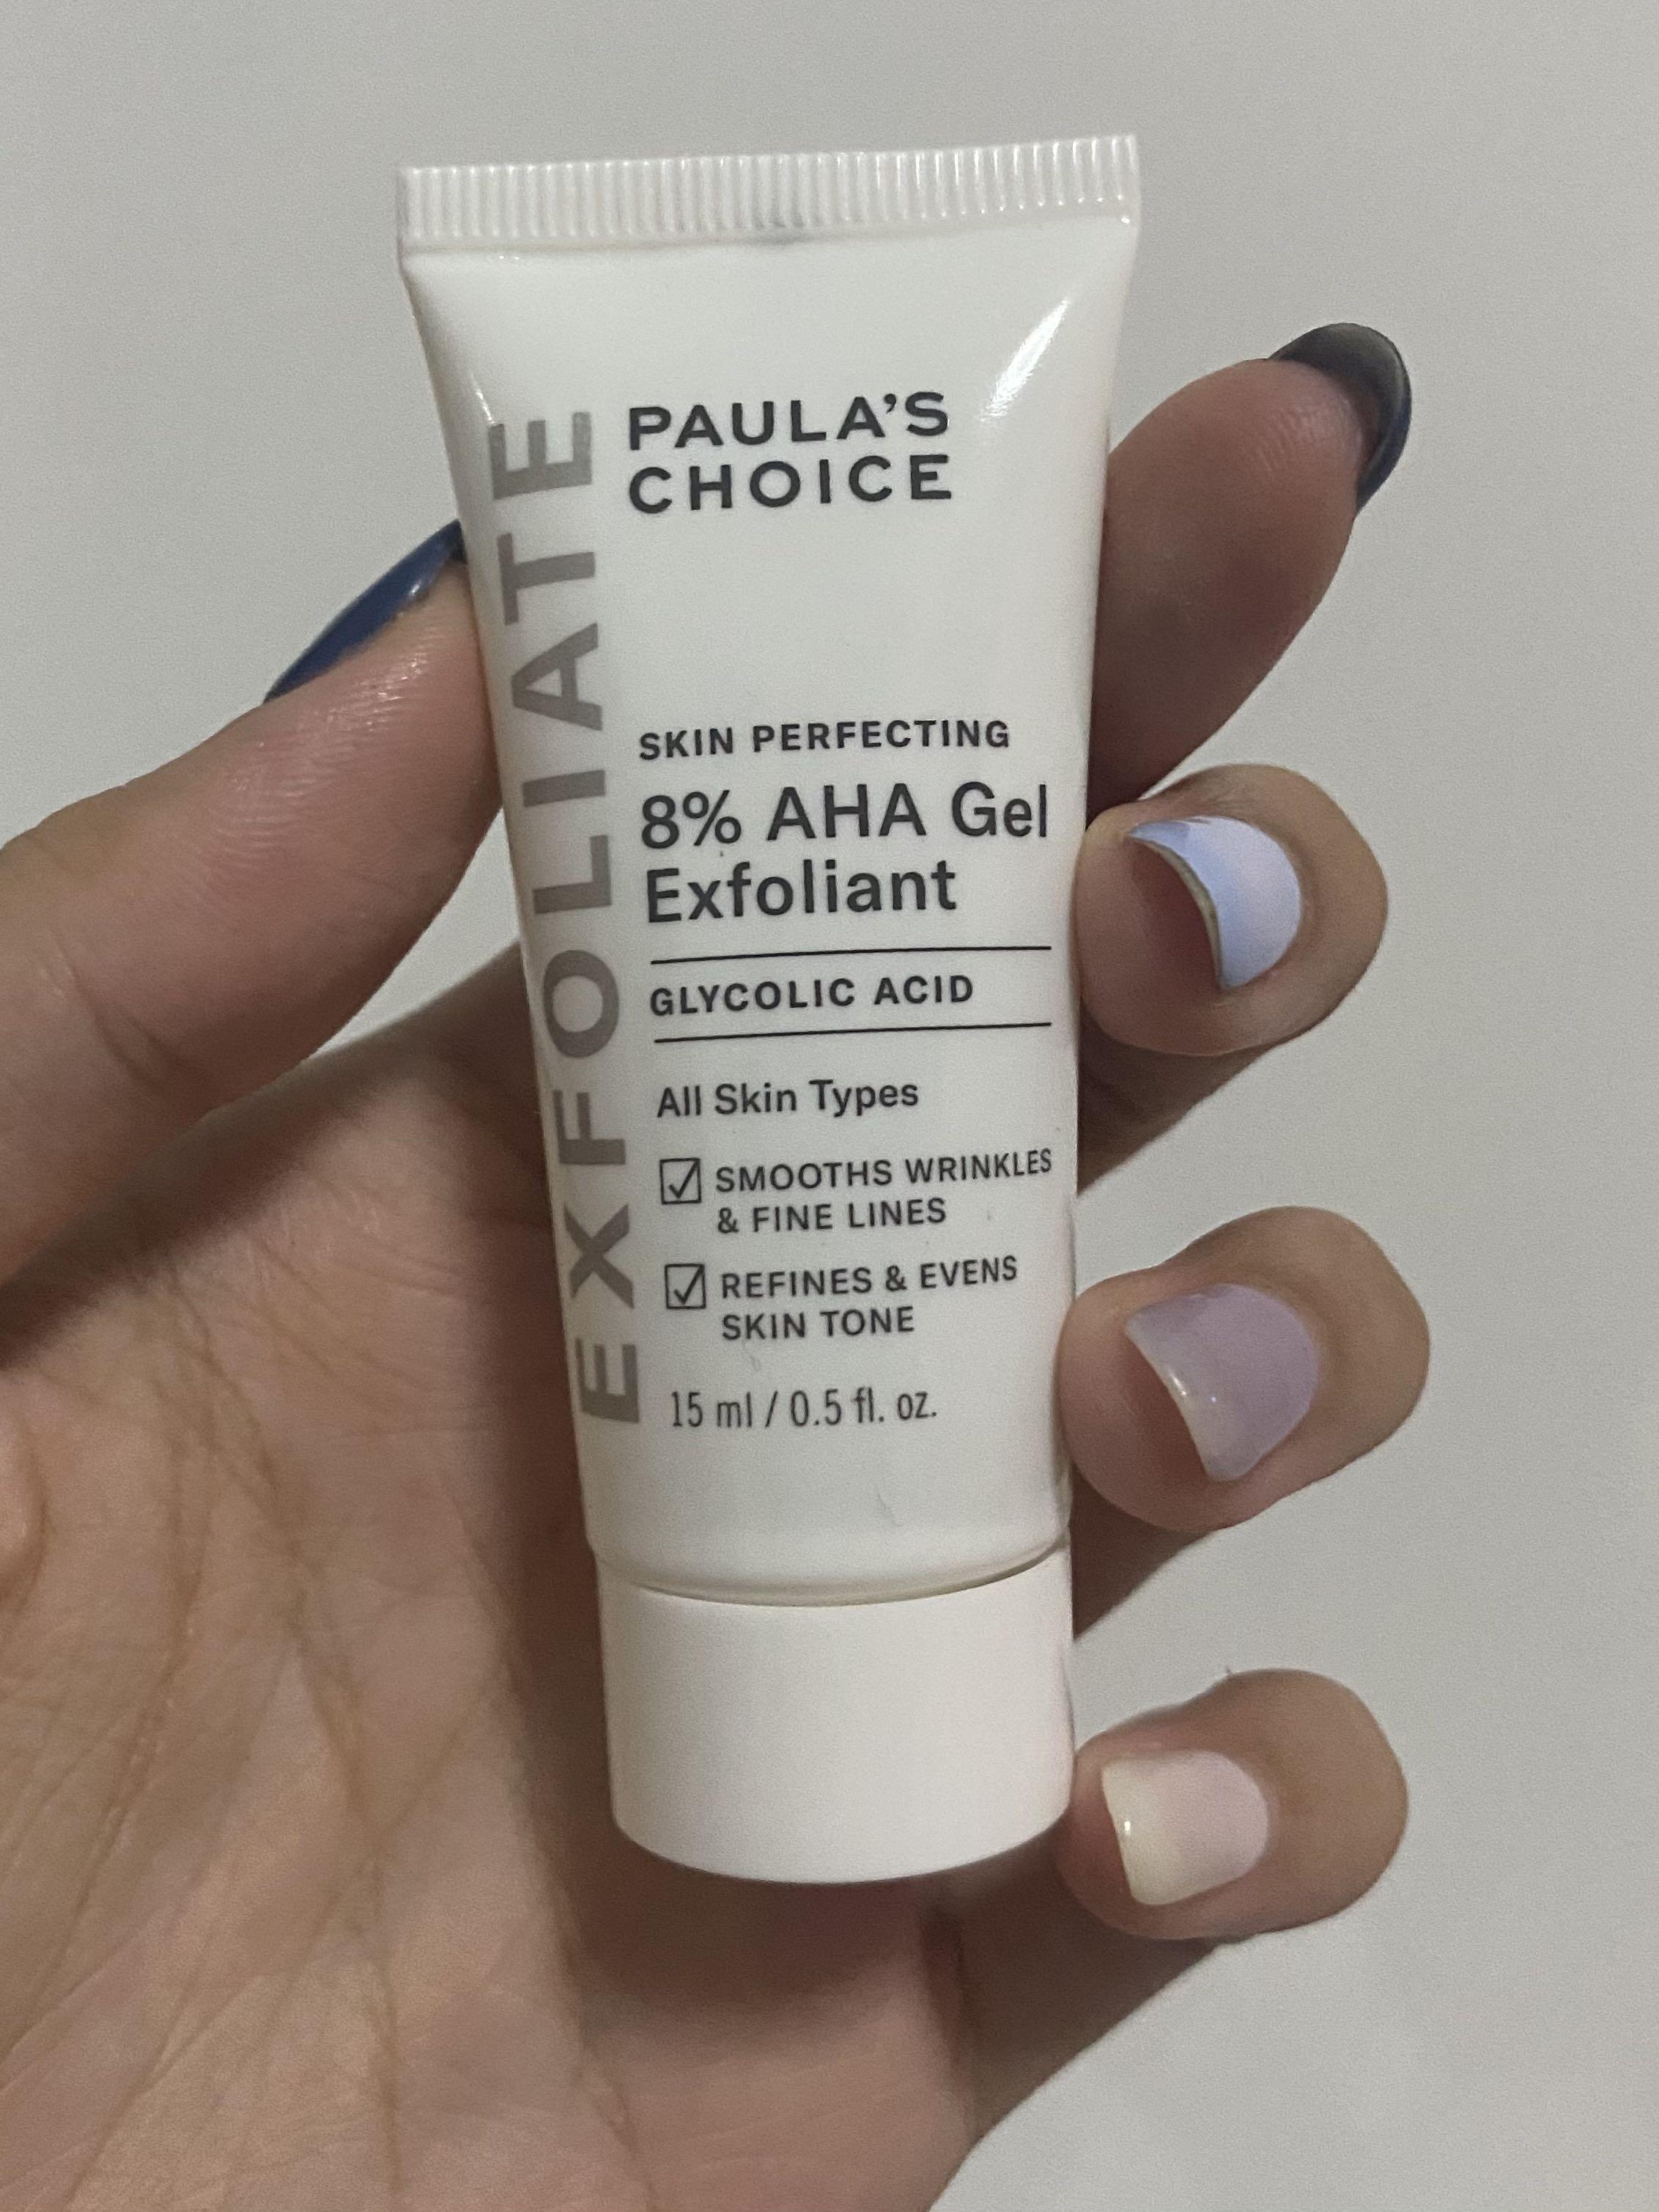 EXFOLIATE
PAULA'S
CHOICE
SKIN PERFECTING
8% AHA Gel
Exfoliant
GLYCOLIC ACID
All Skin Types
SMOOTHS WRINKLES
& FINE LINES
REFINES & EVENS
SKIN TONE
15 ml / 0.5 fl. oz.